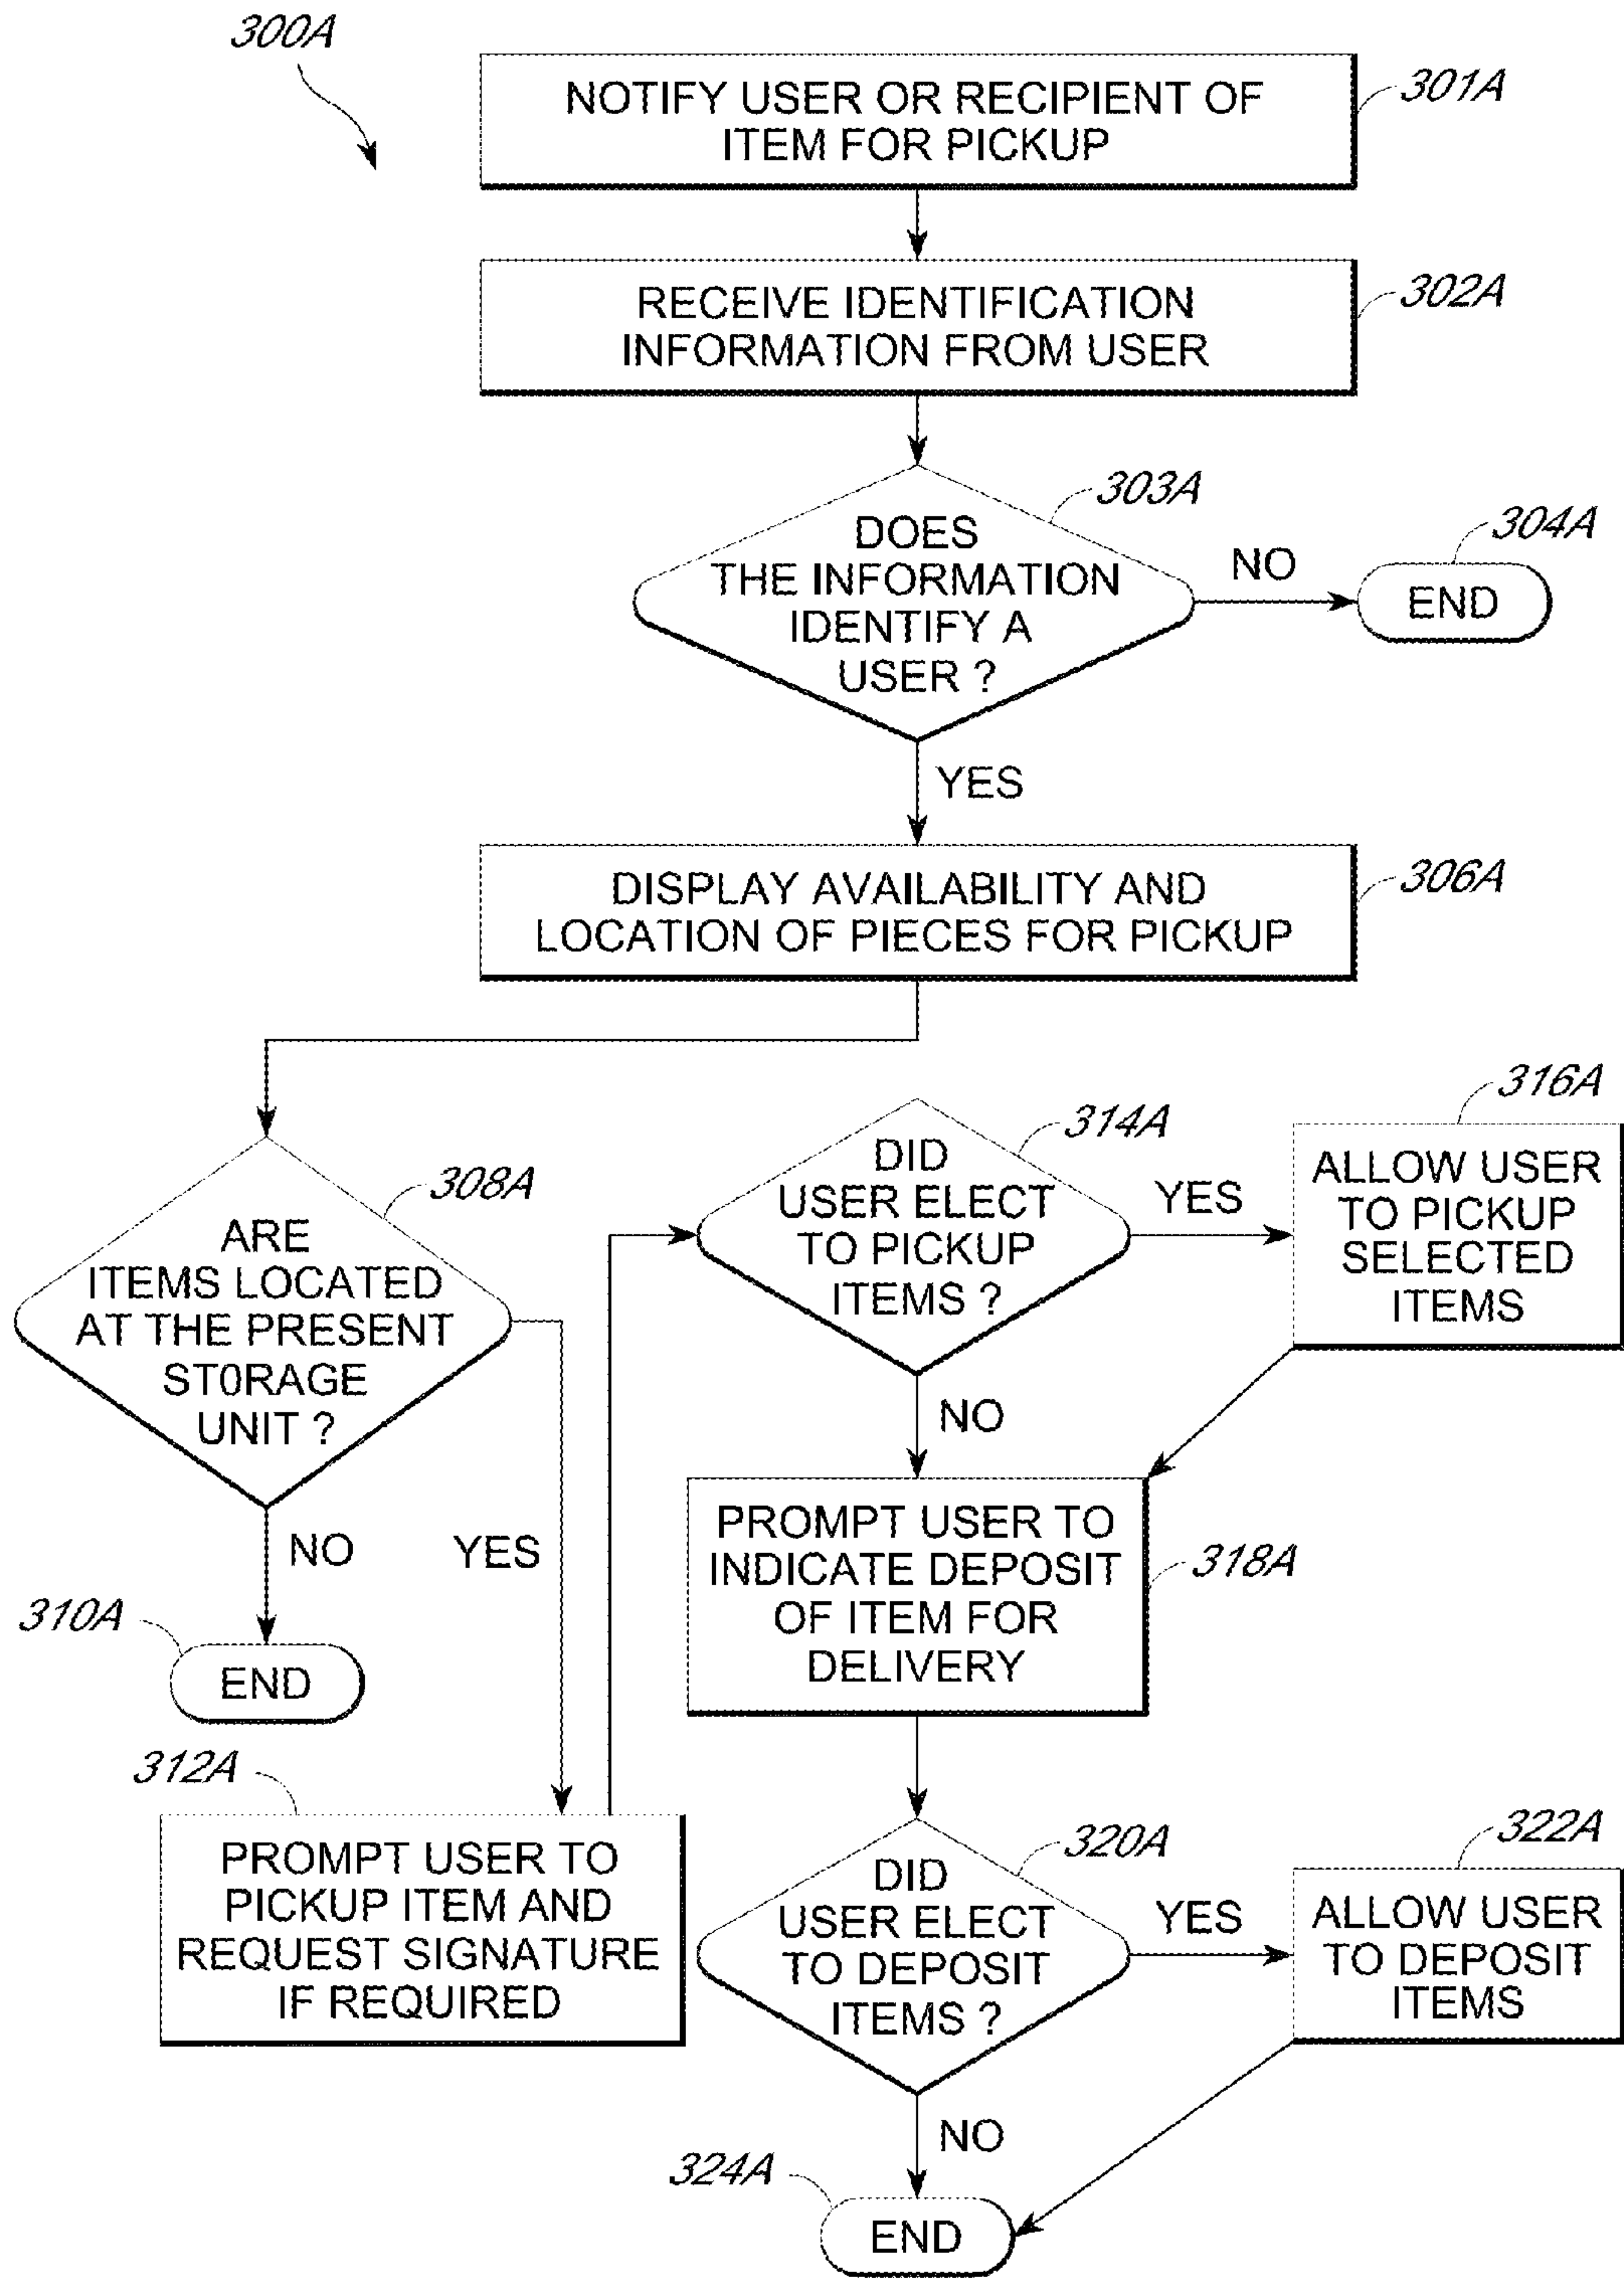 300A
NOTIFY USER OR RECIPIENT OF
ITEM FOR PICKUP
301A
RECEIVE IDENTIFICATION
INFORMATION FROM USER
302A
303A
DOES
THE INFORMATION
IDENTIFY A
USER ?
NO
304A
END
YES
DISPLAY AVAILABILITY AND
LOCATION OF PIECES FOR PICKUP
306A
308A
ARE
ITEMS LOCATED
AT THE PRESENT
ST0RAGE
UNIT ?
NO
YES
310A
END
312A
PROMPT USER TO
PICKUP ITEM AND
REQUEST SIGNATURE
IF REQUIRED
314A
DID
USER ELECT
TO PICKUP
ITEMS ?
YES
316A
ALLOW USER
TO PICKUP
SELECTED
ITEMS
NO
PROMPT USER TO
INDICATE DEPOSIT
OF ITEM FOR
DELIVERY
318A
320A
DID
USER ELECT
TO DEPOSIT
ITEMS ?
YES
322A
ALLOW USER
TO DEPOSIT
ITEMS
NO
324A
END